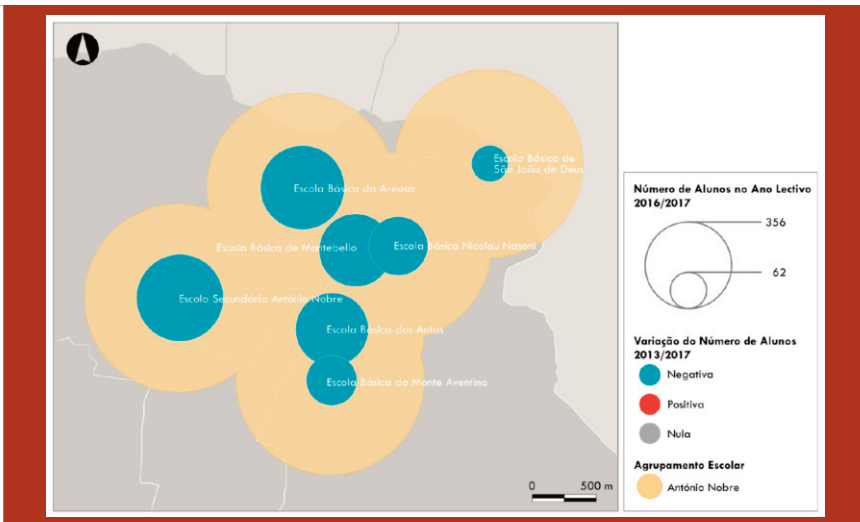 Escola Básica de
São João de Deus
Escola Básica da Areosa
Escola Básica de Montebello
Escola Básica Nicolau Nasoni
Escola Secundária António Nobre
Escola Básica das Antas
Escola Básica do Monte Aventino
0 500 m
Número de Alunos no Ano Lectivo
2016/2017
356
62
Variação do Número de Alunos
2013/2017
Negativa
Positiva
Nula
Agrupamento Escolar
António Nobre